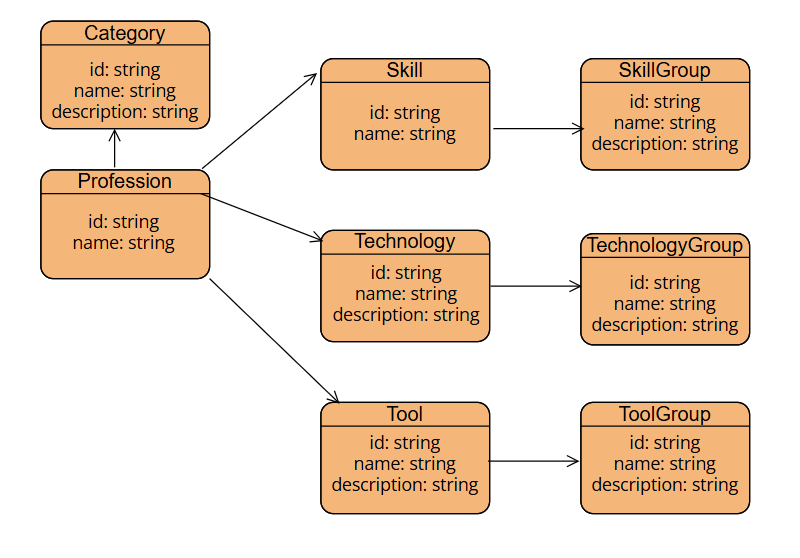 Category
id: string
name: string
description: string
Profession
id: string
name: string
Skill
id: string
name: string
SkillGroup
id: string
name: string
description: string
Technology
id: string
name: string
description: string
TechnologyGroup
id: string
name: string
description: string
Tool
id: string
name: string
description: string
ToolGroup
id: string
name: string
description: string